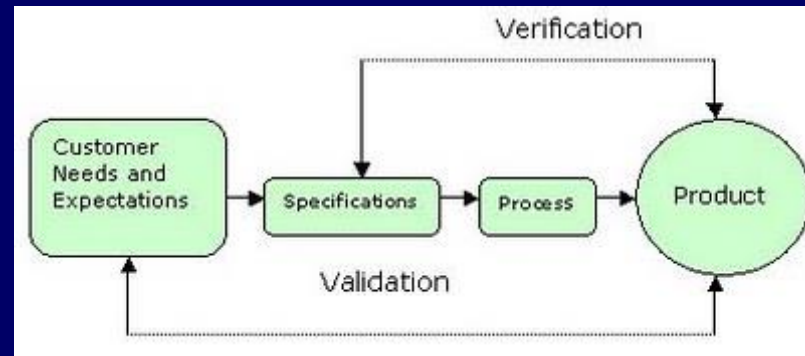 Verification
Customer
Needs and
Expectations
Specifications
Process
Product
Validation